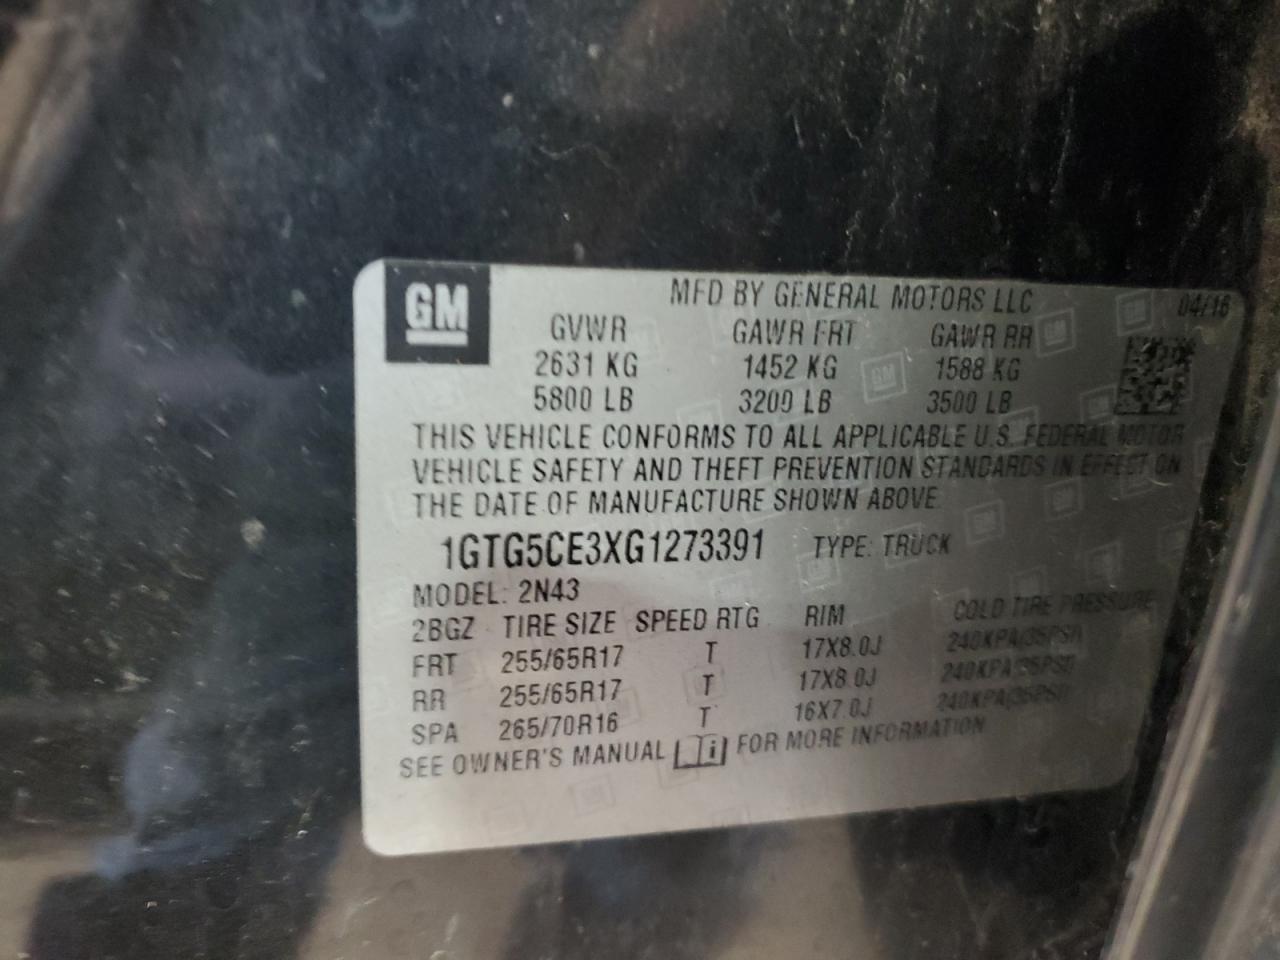 GM
MFD BY GENERAL MOTORS LLC 04/16
GVWR GAWR FRT GAWR RR
2631 KG 1452 KG 1588 KG
5800 LB 3200 LB 3500 LB
THIS VEHICLE CONFORMS TO ALL APPLICABLE U.S. FEDERAL MOTOR
VEHICLE SAFETY AND THEFT PREVENTION STANDARDS IN EFFECT ON
THE DATE OF MANUFACTURE SHOWN ABOVE.
1GTG5CE3XG1273391 TYPE: TRUCK
MODEL: 2N43
2BGZ TIRE SIZE SPEED RTG RIM COLD TIRE PRESSURE
FRT 255/65R17 T 17X8.0J 240KPA(35PSI)
RR 255/65R17 T 17X8.0J 240KPA(35PSI)
SPA 265/70R16 T 16X7.0J 240KPA(35PSI)
SEE OWNER'S MANUAL i FOR MORE INFORMATION